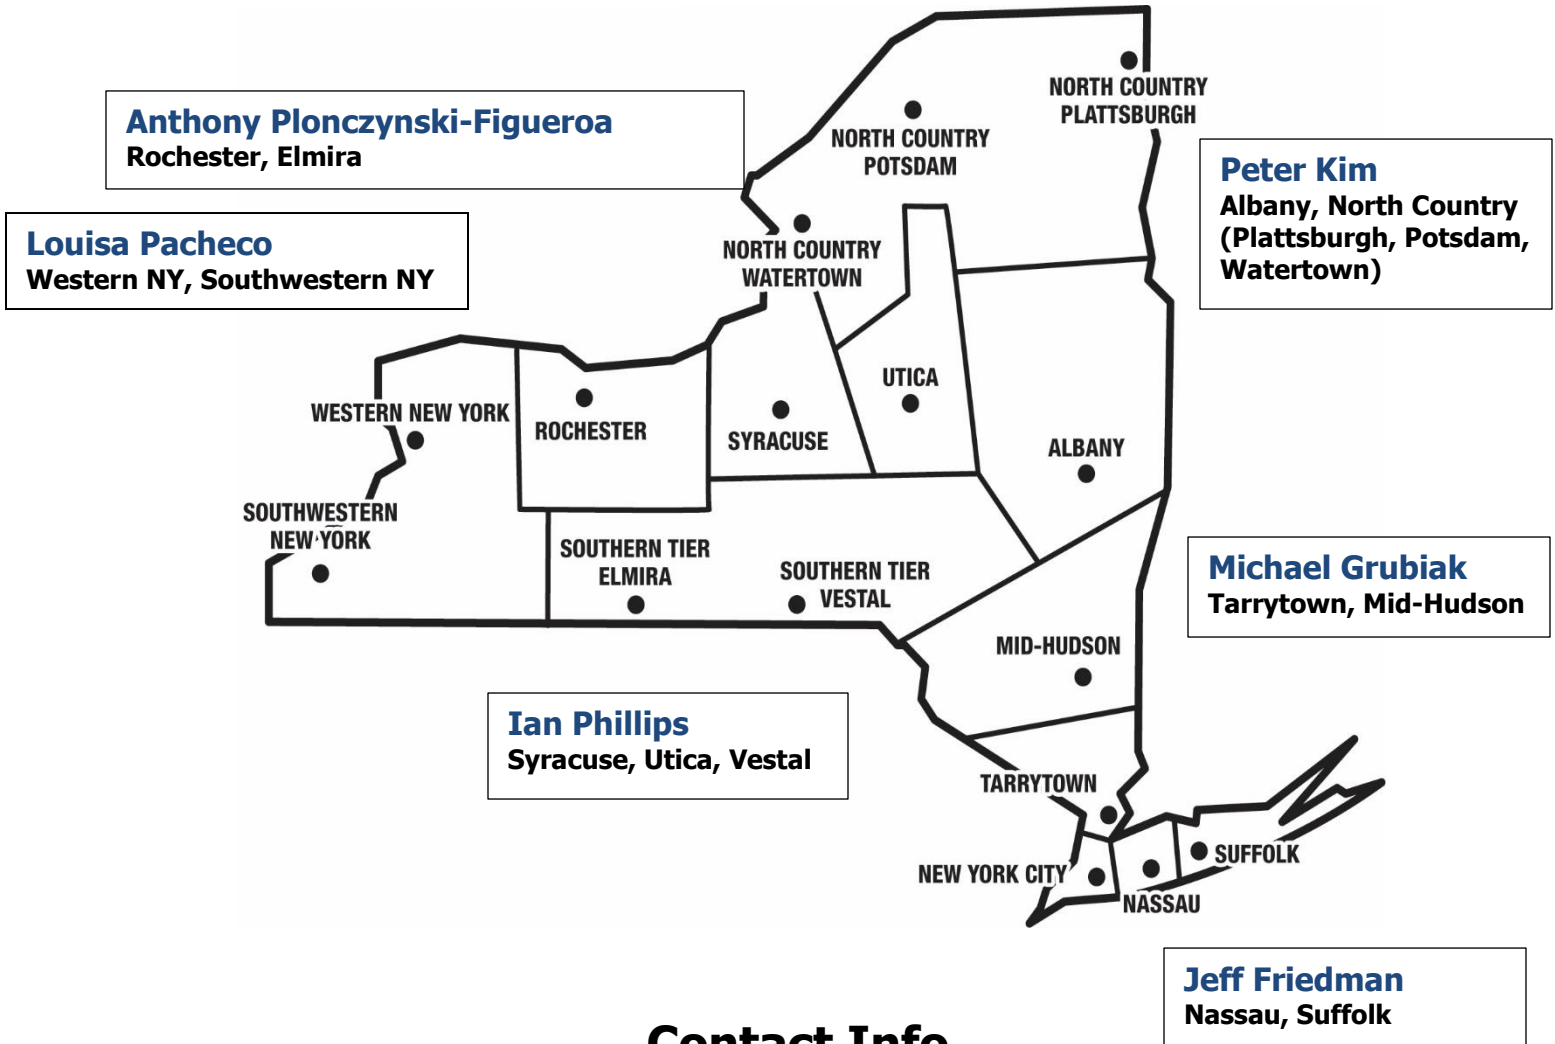 NORTH COUNTRY
PLATTSBURGH
Anthony Plonczynski-Figueroa
Rochester, Elmira
NORTH COUNTRY
POTSDAM
Peter Kim
Albany, North Country
(Plattsburgh, Potsdam,
Watertown)
Louisa Pacheco
Western NY, Southwestern NY
NORTH COUNTRY
WATERTOWN
UTICA
WESTERN NEW YORK
ROCHESTER
SYRACUSE
ALBANY
SOUTHWESTERN
NEW YORK
SOUTHERN TIER
ELMIRA
SOUTHERN TIER
VESTAL
Michael Grubiak
Tarrytown, Mid-Hudson
MID-HUDSON
Ian Phillips
Syracuse, Utica, Vestal
TARRYTOWN
SUFFOLK
NEW YORK CITY
NASSAU
Jeff Friedman
Nassau, Suffolk
Contact Info